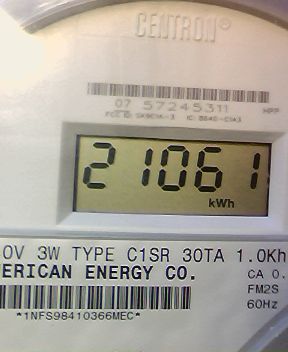 CENTRON®
07 57245311 HPP
21061
kWh
0V 3W TYPE C1SR 30TA 1.0Kh
ERICAN ENERGY CO. CA 0.
FM2S
60Hz
*1NFS98410366MEC*